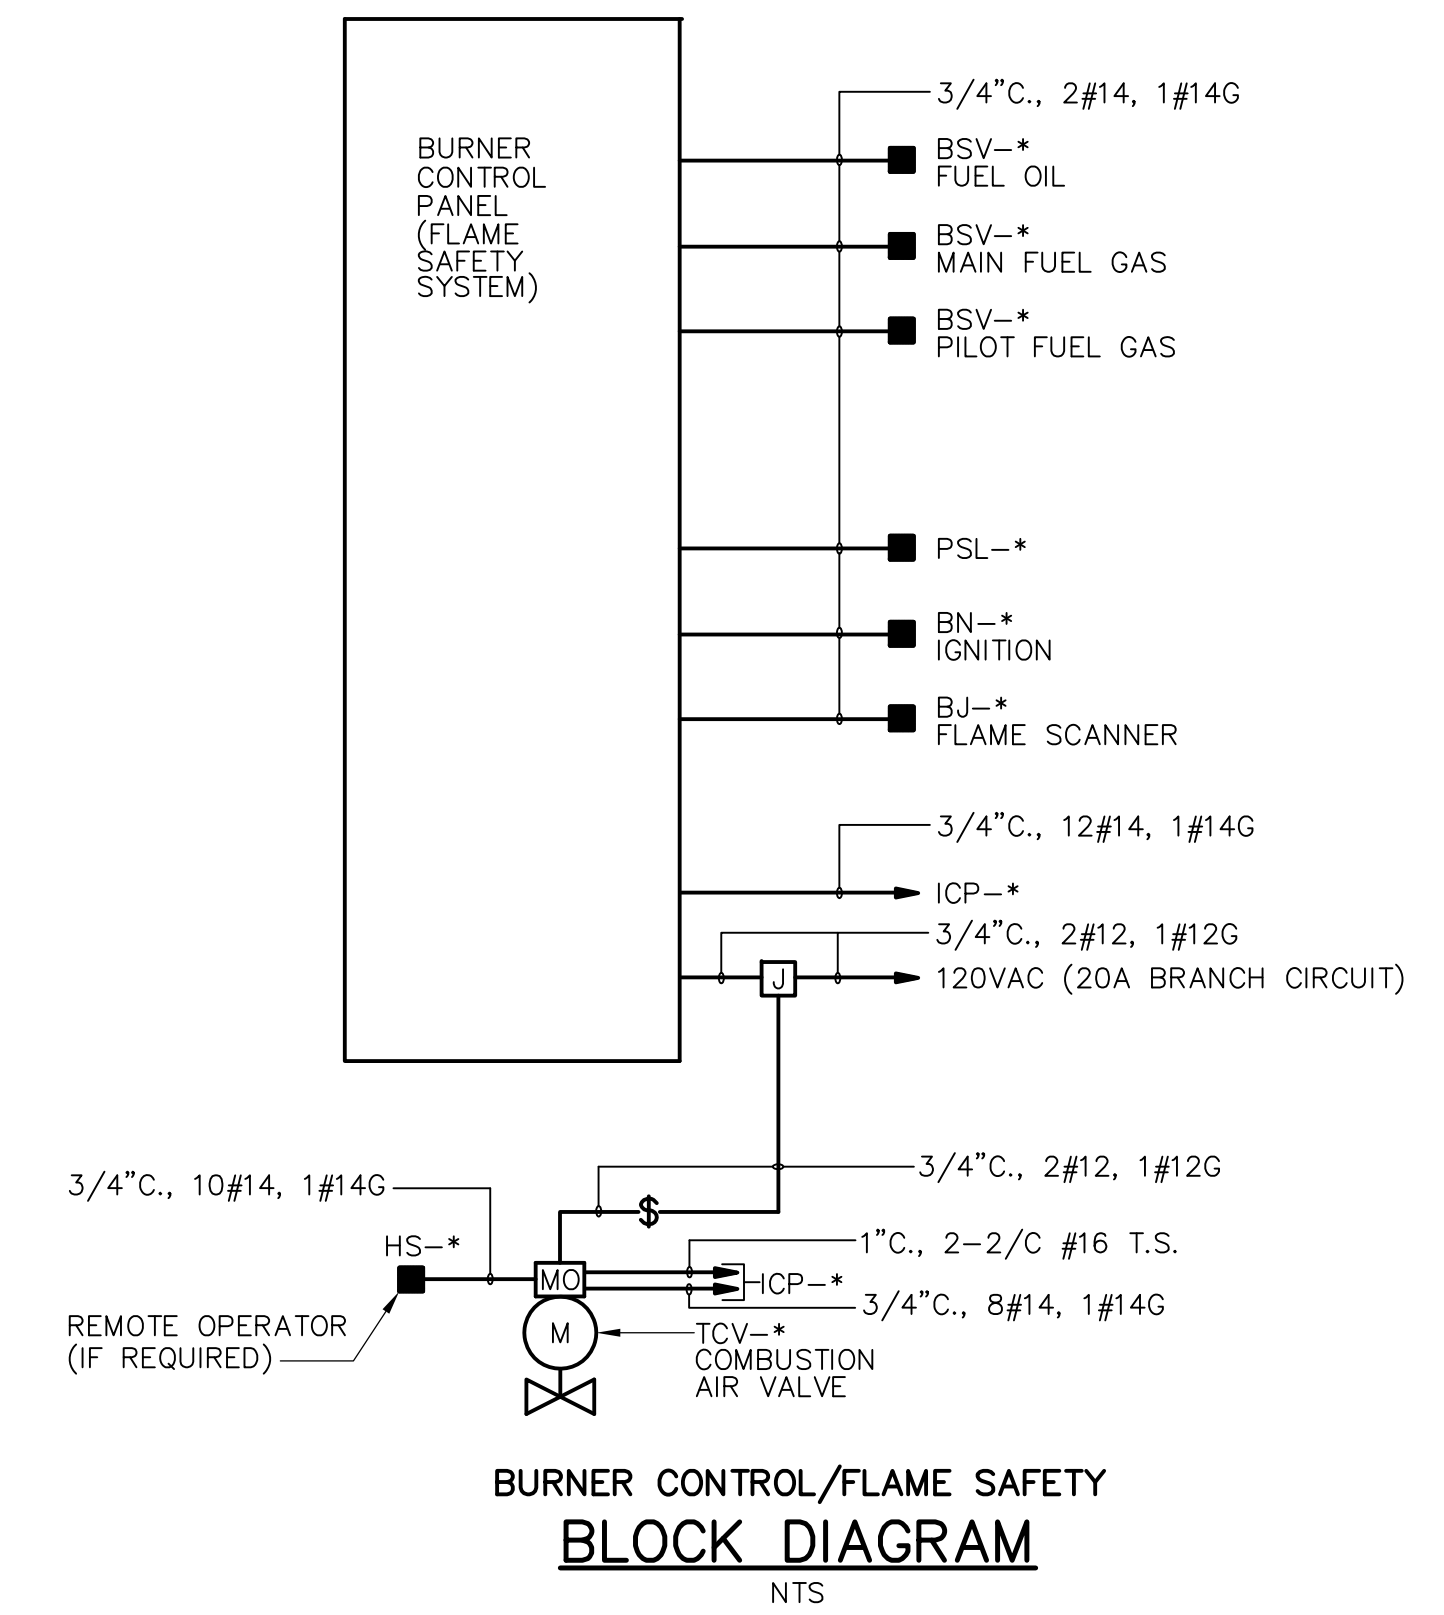 BURNER
CONTROL
PANEL
(FLAME
SAFETY
SYSTEM)
3/4"C., 2#14, 1#14G
BSV-*
FUEL OIL
BSV-*
MAIN FUEL GAS
BSV-*
PILOT FUEL GAS
PSL-*
BN-*
IGNITION
BJ-*
FLAME SCANNER
3/4"C., 12#14, 1#14G
ICP-*
3/4"C., 2#12, 1#12G
J
120VAC (20A BRANCH CIRCUIT)
3/4"C., 2#12, 1#12G
3/4"C., 10#14, 1#14G
$
HS-*
1"C., 2-2/C #16 T.S.
MO
ICP-*
3/4"C., 8#14, 1#14G
REMOTE OPERATOR
(IF REQUIRED)
M
TCV-*
COMBUSTION
AIR VALVE
BURNER CONTROL/FLAME SAFETY
BLOCK DIAGRAM
NTS